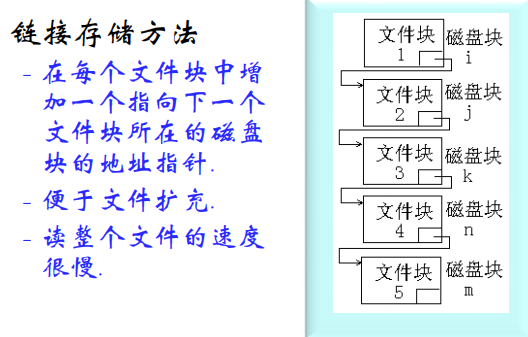 链接存储方法
- 在每个文件块中增
加一个指向下一个
文件块所在的磁盘
块的地址指针.
- 便于文件扩充.
- 读整个文件的速度
很慢.
文件块 磁盘块
1 i
文件块 磁盘块
2 j
文件块 磁盘块
3 k
文件块 磁盘块
4 n
文件块 磁盘块
5 m